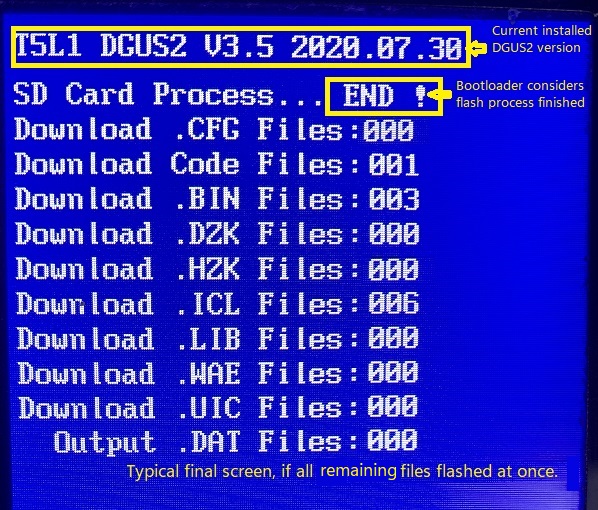 T5L1 DGUS2 V3.5 2020.07.30
Current installed
DGUS2 version
SD Card Process... END !
Bootloader considers
flash process finished
Download .CFG Files:000
Download Code Files:001
Download .BIN Files:003
Download .DZK Files:000
Download .HZK Files:000
Download .ICL Files:006
Download .LIB Files:000
Download .WAE Files:000
Download .UIC Files:000
Output .DAT Files:000
Typical final screen, if all remaining files flashed at once.